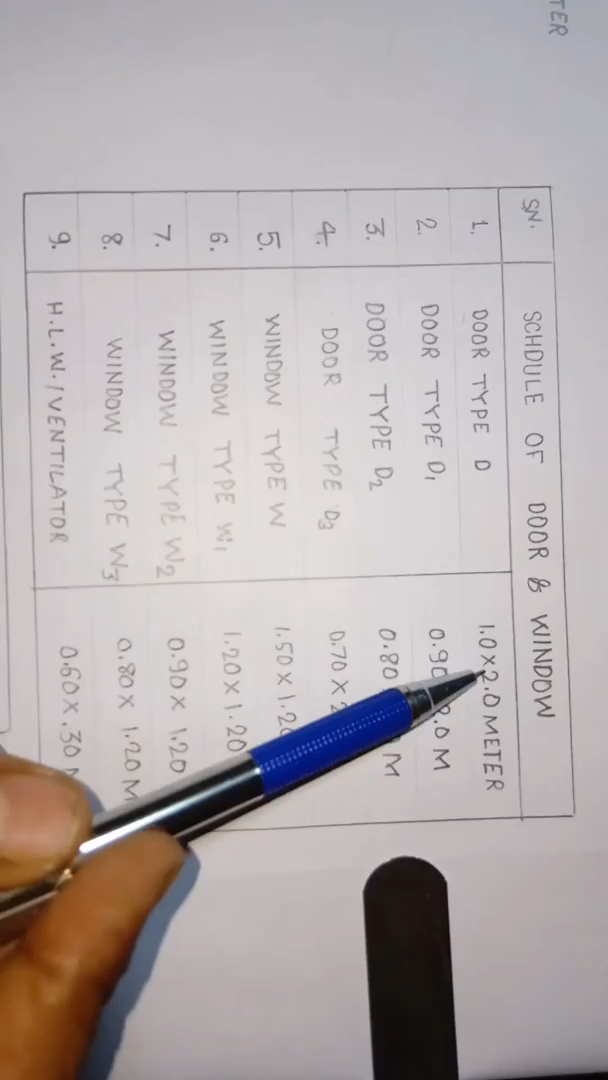 TER
SN. SCHDULE OF DOOR & WINDOW
1. DOOR TYPE D 1.0 X 2.0 METER
2. DOOR TYPE D1 2.0 M
3. DOOR TYPE D2 0.80 M
4. DOOR TYPE D3 0.70 X
5. WINDOW TYPE W 1.50 X 1.20
6. WINDOW TYPE W1 1.20 X 1.20
7. WINDOW TYPE W2 0.90 X 1.20
8. WINDOW TYPE W3 0.80 X 1.20 M
9. H.L.W./VENTILATOR 0.60 X .30